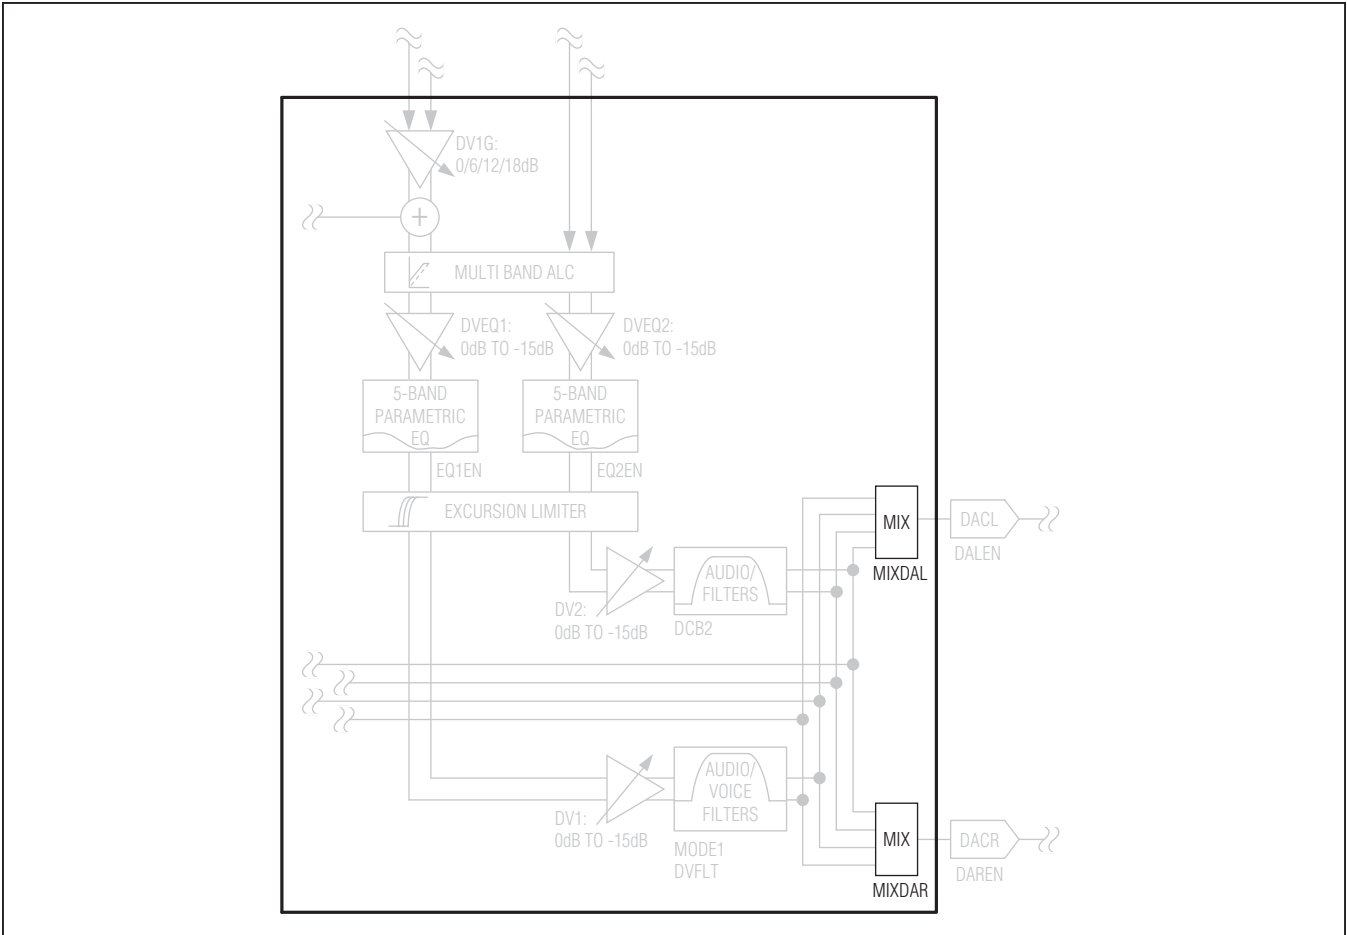 DV1G:
0/6/12/18dB
+
MULTI BAND ALC
DVEQ1:
0dB TO -15dB
DVEQ2:
0dB TO -15dB
5-BAND
PARAMETRIC
EQ
5-BAND
PARAMETRIC
EQ
EQ1EN
EQ2EN
EXCURSION LIMITER
MIX
MIXDAL
DACL
DALEN
AUDIO/
FILTERS
DCB2
DV2:
0dB TO -15dB
AUDIO/
VOICE
FILTERS
MODE1
DVFLT
DV1:
0dB TO -15dB
MIX
MIXDAR
DACR
DAREN